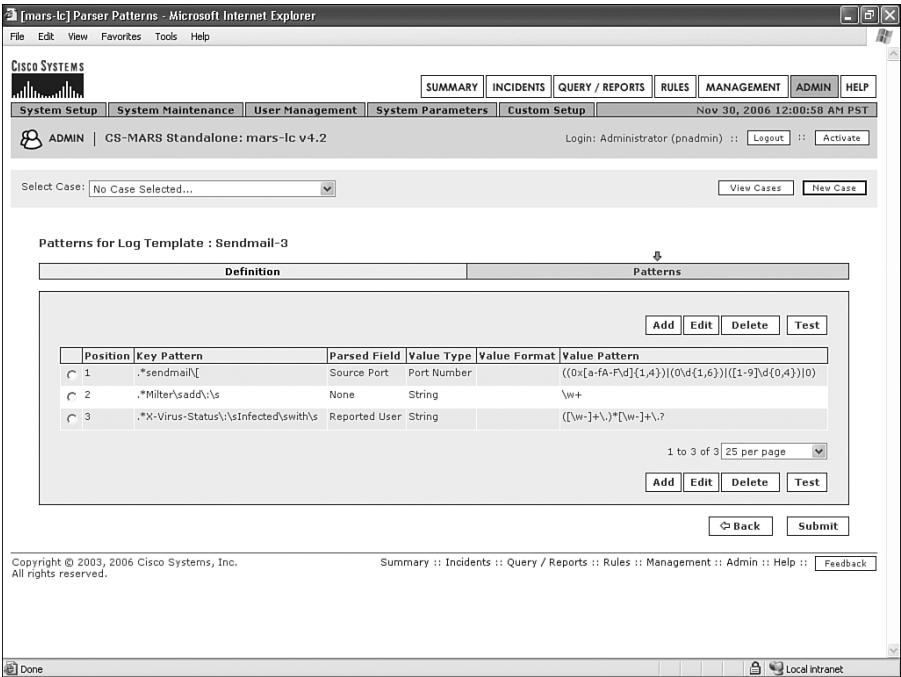 [mars-lc] Parser Patterns - Microsoft Internet Explorer
File Edit View Favorites Tools Help
CISCO SYSTEMS
SUMMARY INCIDENTS QUERY / REPORTS RULES MANAGEMENT ADMIN HELP
System Setup System Maintenance User Management System Parameters Custom Setup Nov 30, 2006 12:00:58 AM PST
ADMIN | CS-MARS Standalone: mars-lc v4.2 Login: Administrator (pnadmin) :: Logout :: Activate
Select Case: No Case Selected... View Cases New Case
Patterns for Log Template : Sendmail-3
Definition Patterns
Add Edit Delete Test
Position Key Pattern Parsed Field Value Type Value Format Value Pattern
1 .*sendmail\[ Source Port Port Number ((0x[a-fA-F\d]{1,4})|(0\d{1,6})|([1-9]\d{0,4})|0)
2 .*Milter\sadd\:\s None String \w+
3 .*X-Virus-Status\:\sInfected\swith\s Reported User String ([\w-]+\.)*[\w-]+\.?
1 to 3 of 3 25 per page
Add Edit Delete Test
Back Submit
Copyright © 2003, 2006 Cisco Systems, Inc. Summary :: Incidents :: Query / Reports :: Rules :: Management :: Admin :: Help :: Feedback
All rights reserved.
Done Local intranet